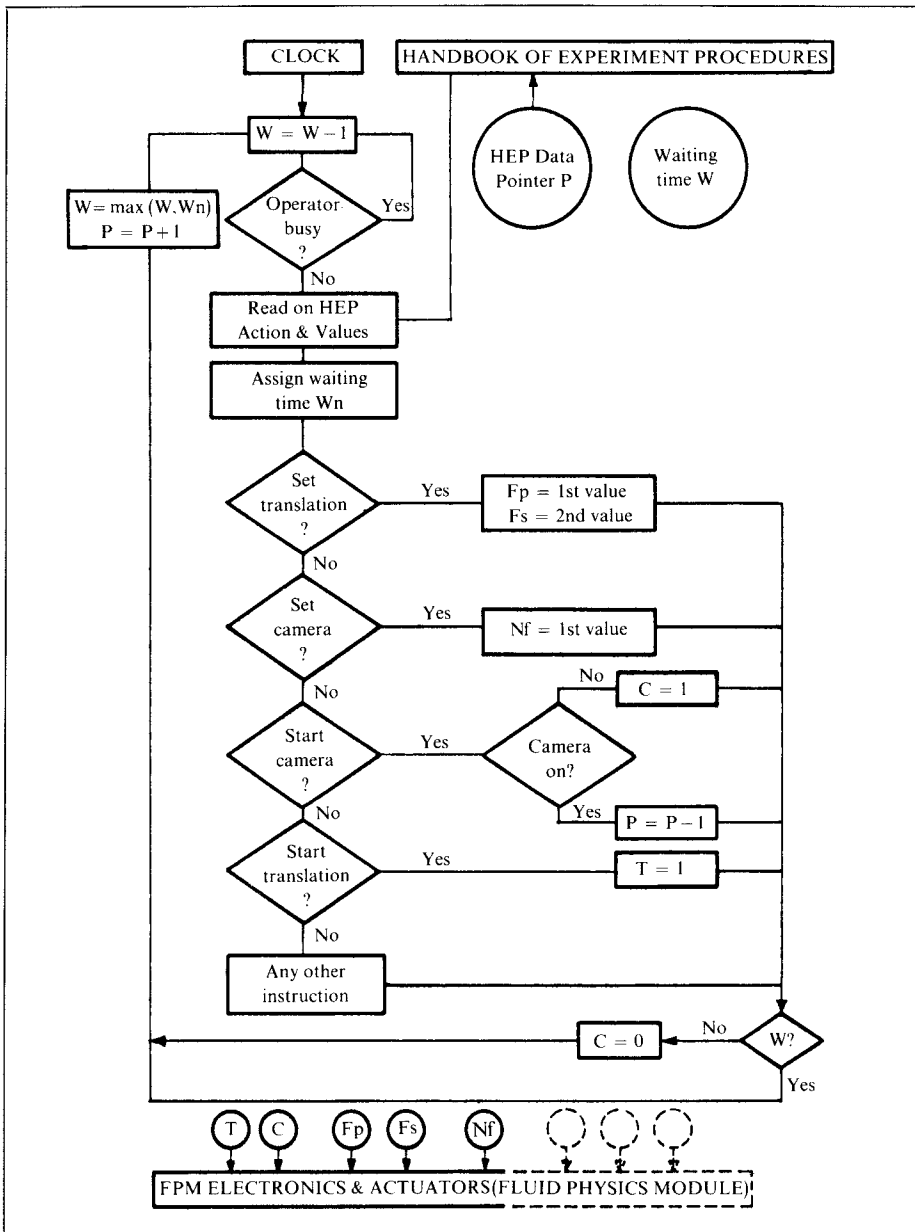 CLOCK
HANDBOOK OF EXPERIMENT PROCEDURES
W = W−1
HEP Data
Pointer P
Waiting
time W
W= max (W,Wn)
P = P+1
Operator
busy
?
Yes
No
Read on HEP
Action & Values
Assign waiting
time Wn
Set
translation
?
Yes
Fp = 1st value
Fs = 2nd value
No
Set
camera
?
Yes
Nf = 1st value
No
No
C = 1
Start
camera
?
Yes
Camera
on?
Yes
P = P−1
No
Start
translation
?
Yes
T = 1
No
Any other
instruction
W?
No
C = 0
Yes
T
C
Fp
Fs
Nf
FPM ELECTRONICS & ACTUATORS(FLUID PHYSICS MODULE)